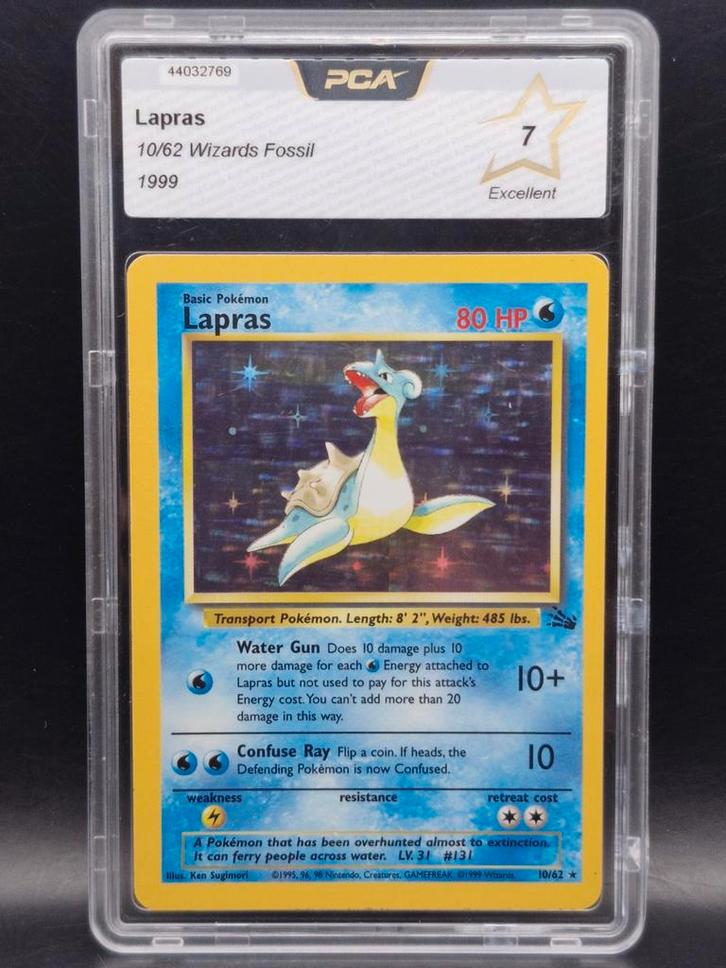 44032769
PCA
Lapras
10/62 Wizards Fossil
1999
7
Excellent
Basic Pokémon
Lapras
80 HP
Transport Pokémon. Length: 8' 2", Weight: 485 lbs.
Water Gun Does 10 damage plus 10
more damage for each Energy attached to
Lapras but not used to pay for this attack's
Energy cost. You can't add more than 20
damage in this way.
10+
Confuse Ray Flip a coin. If heads, the
Defending Pokémon is now Confused.
10
weakness resistance retreat cost
A Pokémon that has been overhunted almost to extinction.
It can ferry people across water. LV. 31 #131
Illus. Ken Sugimori ©1995, 96, 98 Nintendo, Creatures, GAMEFREAK. ©1999 Wizards. 10/62 ★